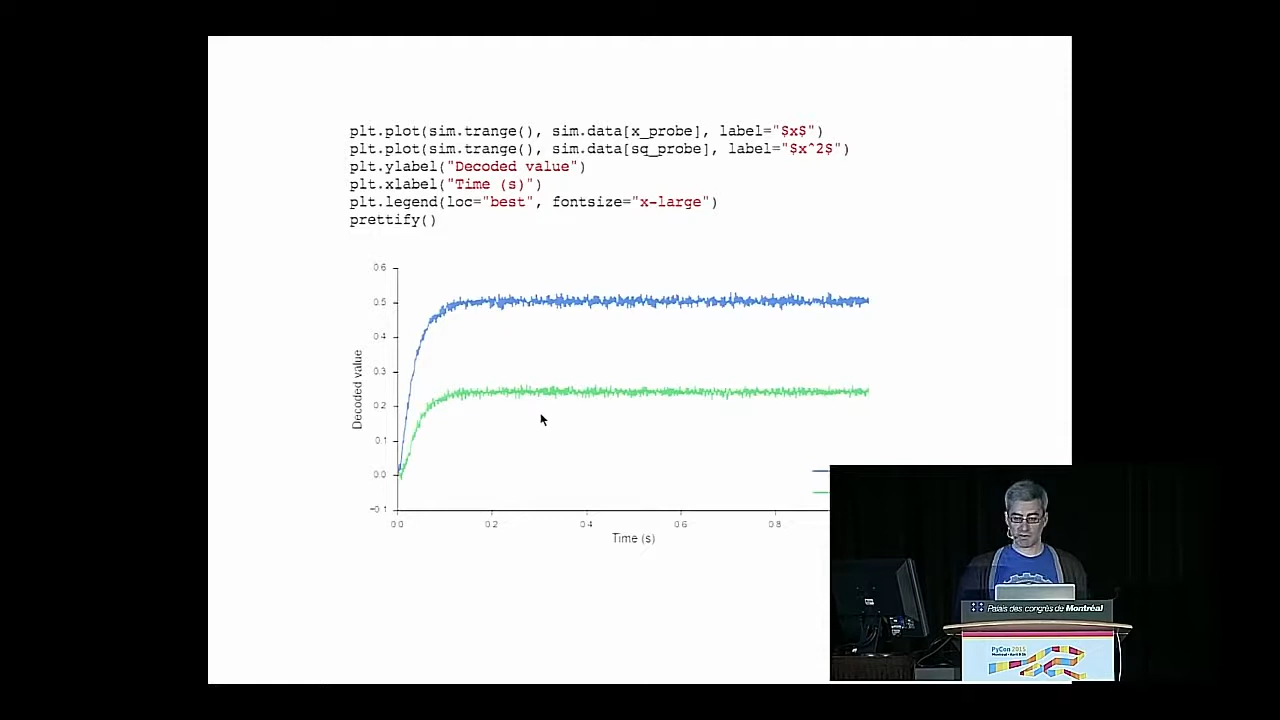 plt.plot(sim.trange(), sim.data[x_probe], label="$x$")
plt.plot(sim.trange(), sim.data[sq_probe], label="$x^2$")
plt.ylabel("Decoded value")
plt.xlabel("Time (s)")
plt.legend(loc="best", fontsize="x-large")
prettify()
0.6
0.5
0.4
0.3
0.2
0.1
0.0
−0.1
Decoded value
0.0 0.2 0.4 0.6 0.8
Time (s)
Palais des congrès de Montréal
PyCon 2015